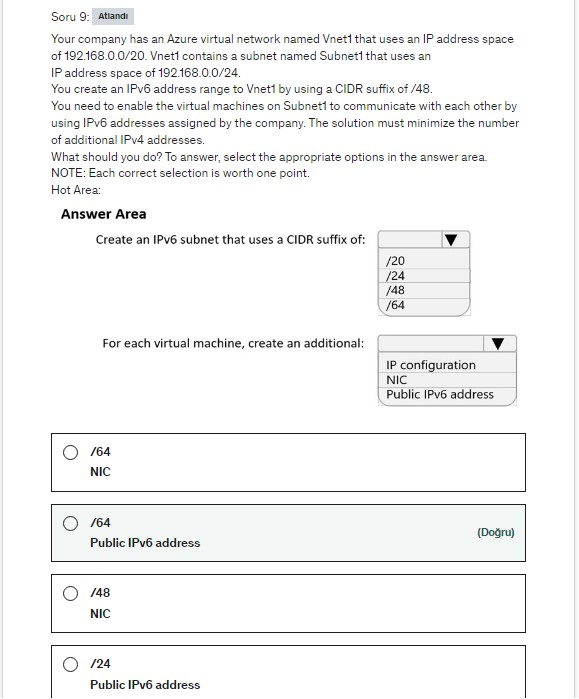 Soru 9: Atlandı
Your company has an Azure virtual network named Vnet1 that uses an IP address space
of 192.168.0.0/20. Vnet1 contains a subnet named Subnet1 that uses an
IP address space of 192.168.0.0/24.
You create an IPv6 address range to Vnet1 by using a CIDR suffix of /48.
You need to enable the virtual machines on Subnet1 to communicate with each other by
using IPv6 addresses assigned by the company. The solution must minimize the number
of additional IPv4 addresses.
What should you do? To answer, select the appropriate options in the answer area.
NOTE: Each correct selection is worth one point.
Hot Area:
Answer Area
Create an IPv6 subnet that uses a CIDR suffix of:
/20
/24
/48
/64
For each virtual machine, create an additional:
IP configuration
NIC
Public IPv6 address
/64
NIC
/64
Public IPv6 address
(Doğru)
/48
NIC
/24
Public IPv6 address